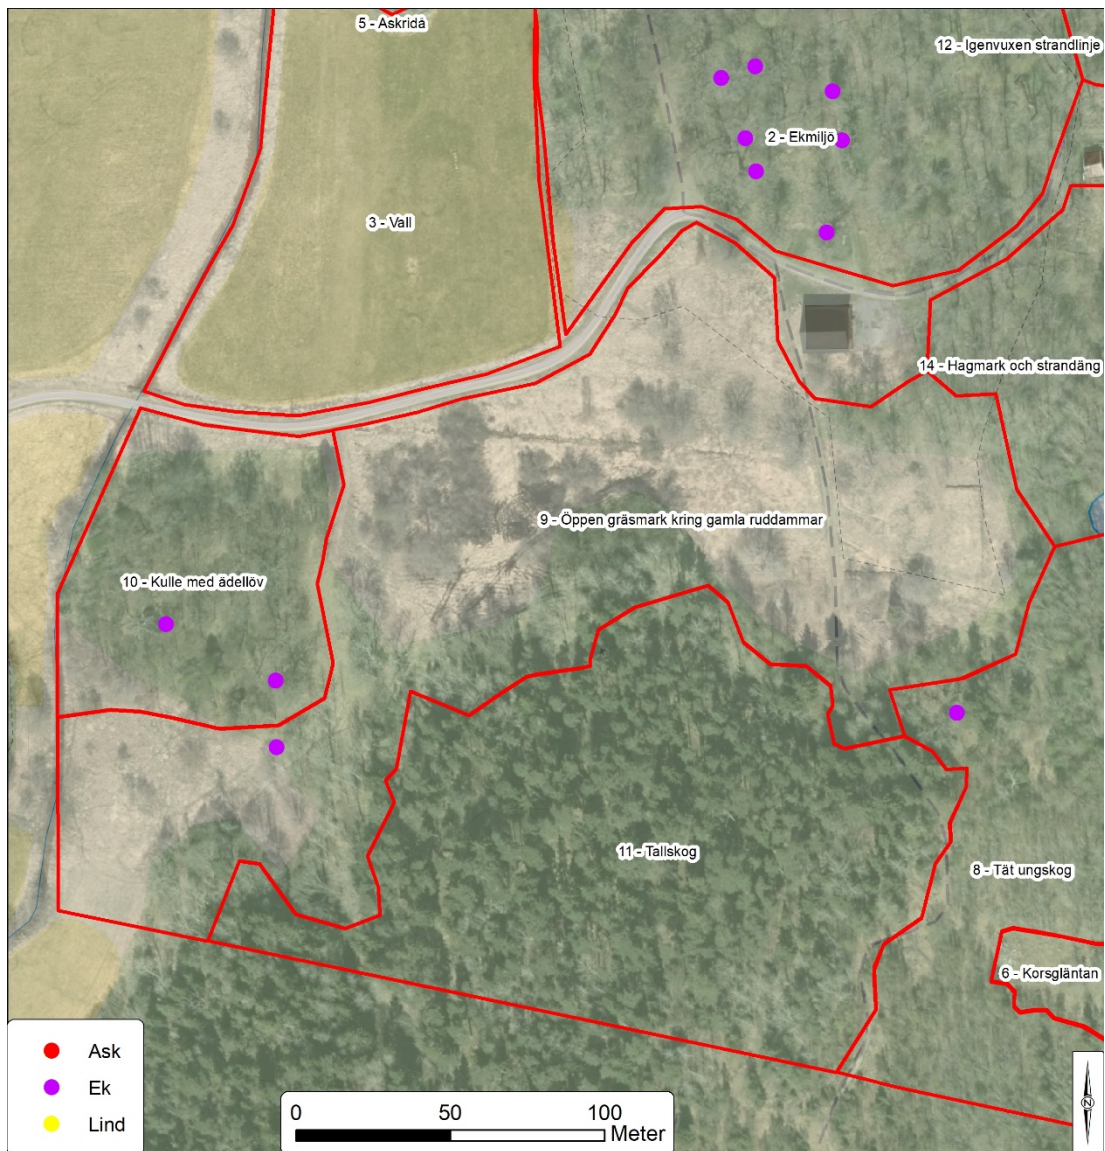 5 - Askridå
12 - Igenvuxen strandlinje
2 - Ekmiljö
3 - Vall
14 - Hagmark och strandäng
9 - Öppen gräsmark kring gamla ruddammar
10 - Kulle med ädellöv
11 - Tallskog
8 - Tät ungskog
6 - Korsgläntan
Ask
Ek
Lind
0 50 100
Meter
N